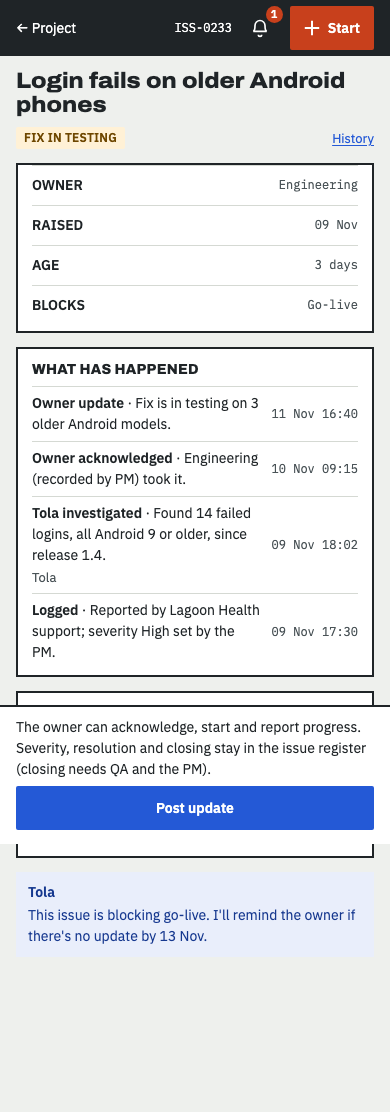 ← Project
ISS-0233
1
+ Start
Login fails on older Android
phones
FIX IN TESTING
History
OWNER Engineering
RAISED 09 Nov
AGE 3 days
BLOCKS Go-live
WHAT HAS HAPPENED
Owner update · Fix is in testing on 3
older Android models.
11 Nov 16:40
Owner acknowledged · Engineering
(recorded by PM) took it.
10 Nov 09:15
Tola investigated · Found 14 failed
logins, all Android 9 or older, since
release 1.4.
Tola
09 Nov 18:02
Logged · Reported by Lagoon Health
support; severity High set by the
PM.
09 Nov 17:30
The owner can acknowledge, start and report progress.
Severity, resolution and closing stay in the issue register
(closing needs QA and the PM).
Post update
Tola
This issue is blocking go-live. I'll remind the owner if
there's no update by 13 Nov.